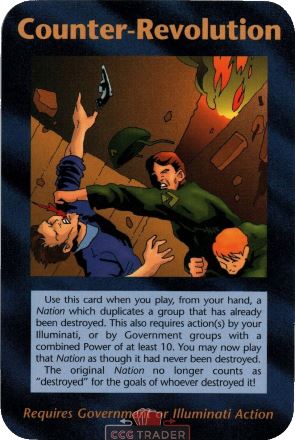 Counter-Revolution
Use this card when you play, from your hand, a
Nation which duplicates a group that has already
been destroyed. This also requires action(s) by your
Illuminati, or by Government groups with a
combined Power of at least 10. You may now play
that Nation as though it had never been destroyed.
The original Nation no longer counts as
"destroyed" for the goals of whoever destroyed it!
Requires Government or Illuminati Action
CCG TRADER